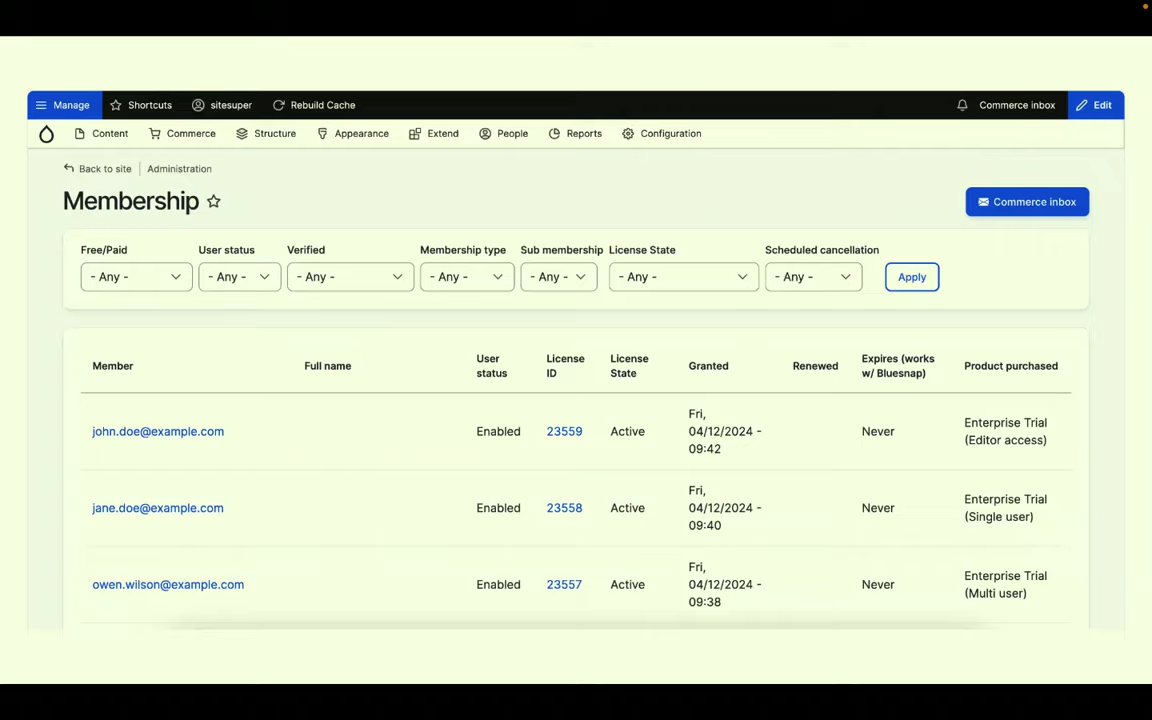 Manage Shortcuts sitesuper Rebuild Cache Commerce inbox Edit
Content Commerce Structure Appearance Extend People Reports Configuration
Back to site Administration
Membership
Commerce inbox
Free/Paid User status Verified Membership type Sub membership License State Scheduled cancellation
- Any - - Any - - Any - - Any - - Any - - Any - - Any - Apply
Member Full name User status License ID License State Granted Renewed Expires (works w/ Bluesnap) Product purchased
john.doe@example.com Enabled 23559 Active Fri, 04/12/2024 - 09:42 Never Enterprise Trial (Editor access)
jane.doe@example.com Enabled 23558 Active Fri, 04/12/2024 - 09:40 Never Enterprise Trial (Single user)
owen.wilson@example.com Enabled 23557 Active Fri, 04/12/2024 - 09:38 Never Enterprise Trial (Multi user)